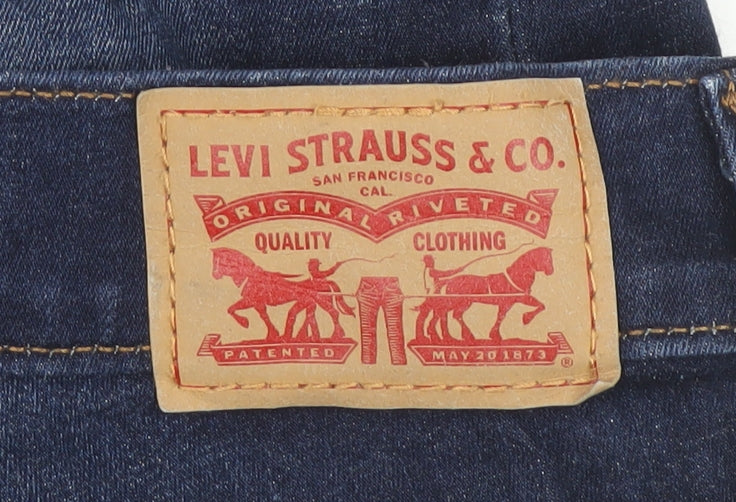 LEVI STRAUSS & CO.
SAN FRANCISCO
CAL.
ORIGINAL RIVETED
QUALITY CLOTHING
PATENTED MAY 20 1873 ®